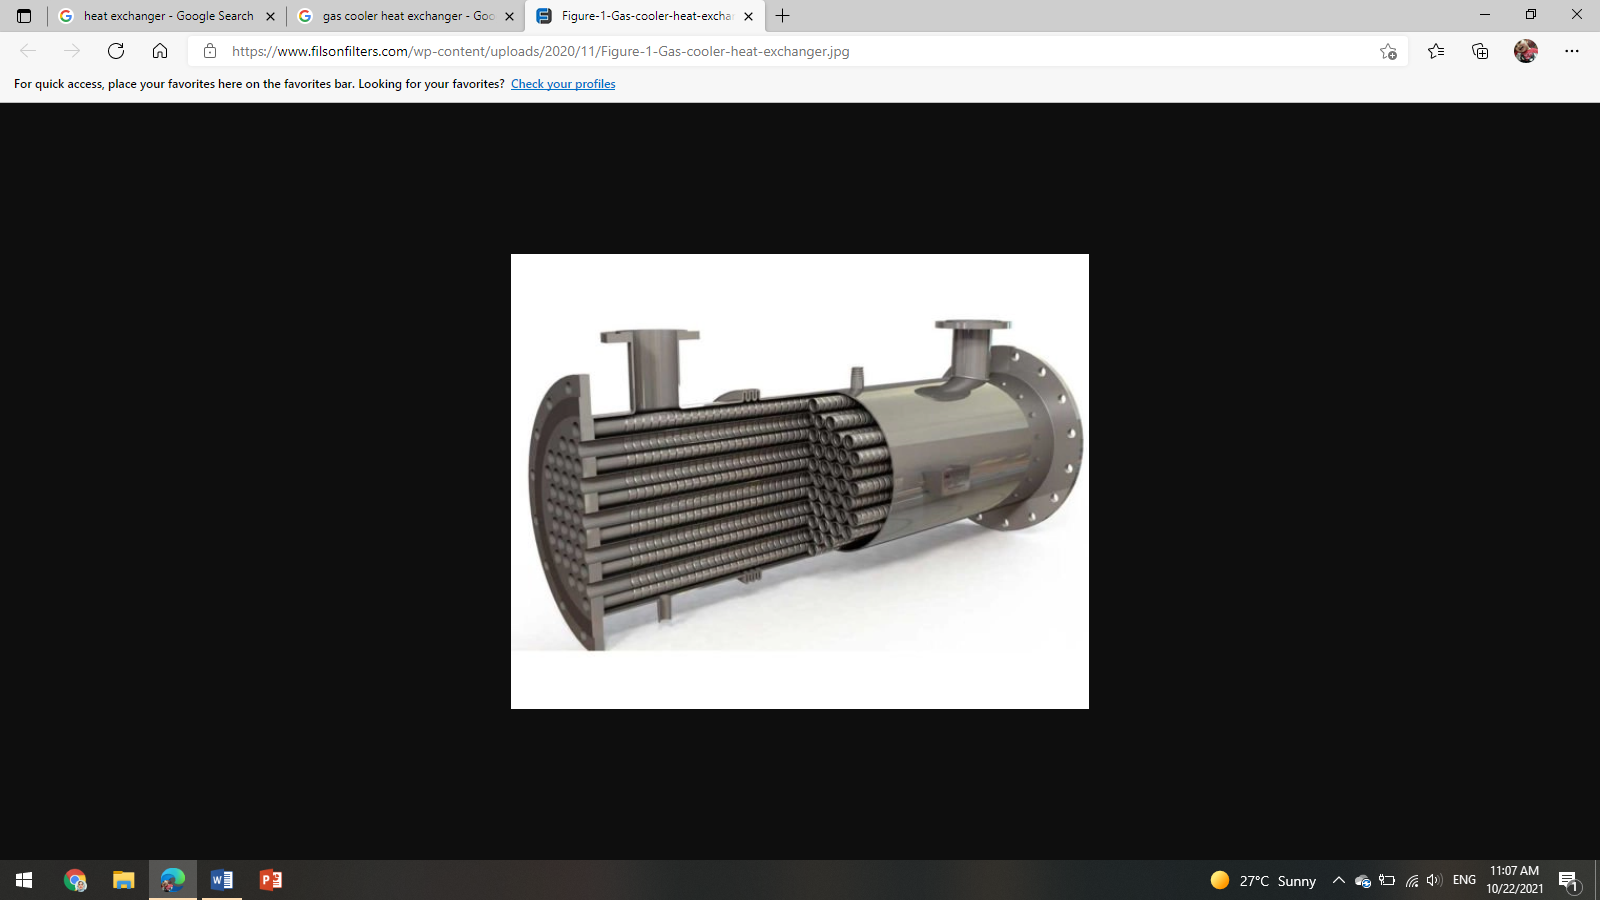 heat exchanger - Google Search
gas cooler heat exchanger - Goo
Figure-1-Gas-cooler-heat-exchar
https://www.filsonfilters.com/wp-content/uploads/2020/11/Figure-1-Gas-cooler-heat-exchanger.jpg
For quick access, place your favorites here on the favorites bar. Looking for your favorites? Check your profiles
27°C Sunny
ENG
11:07 AM
10/22/2021
1